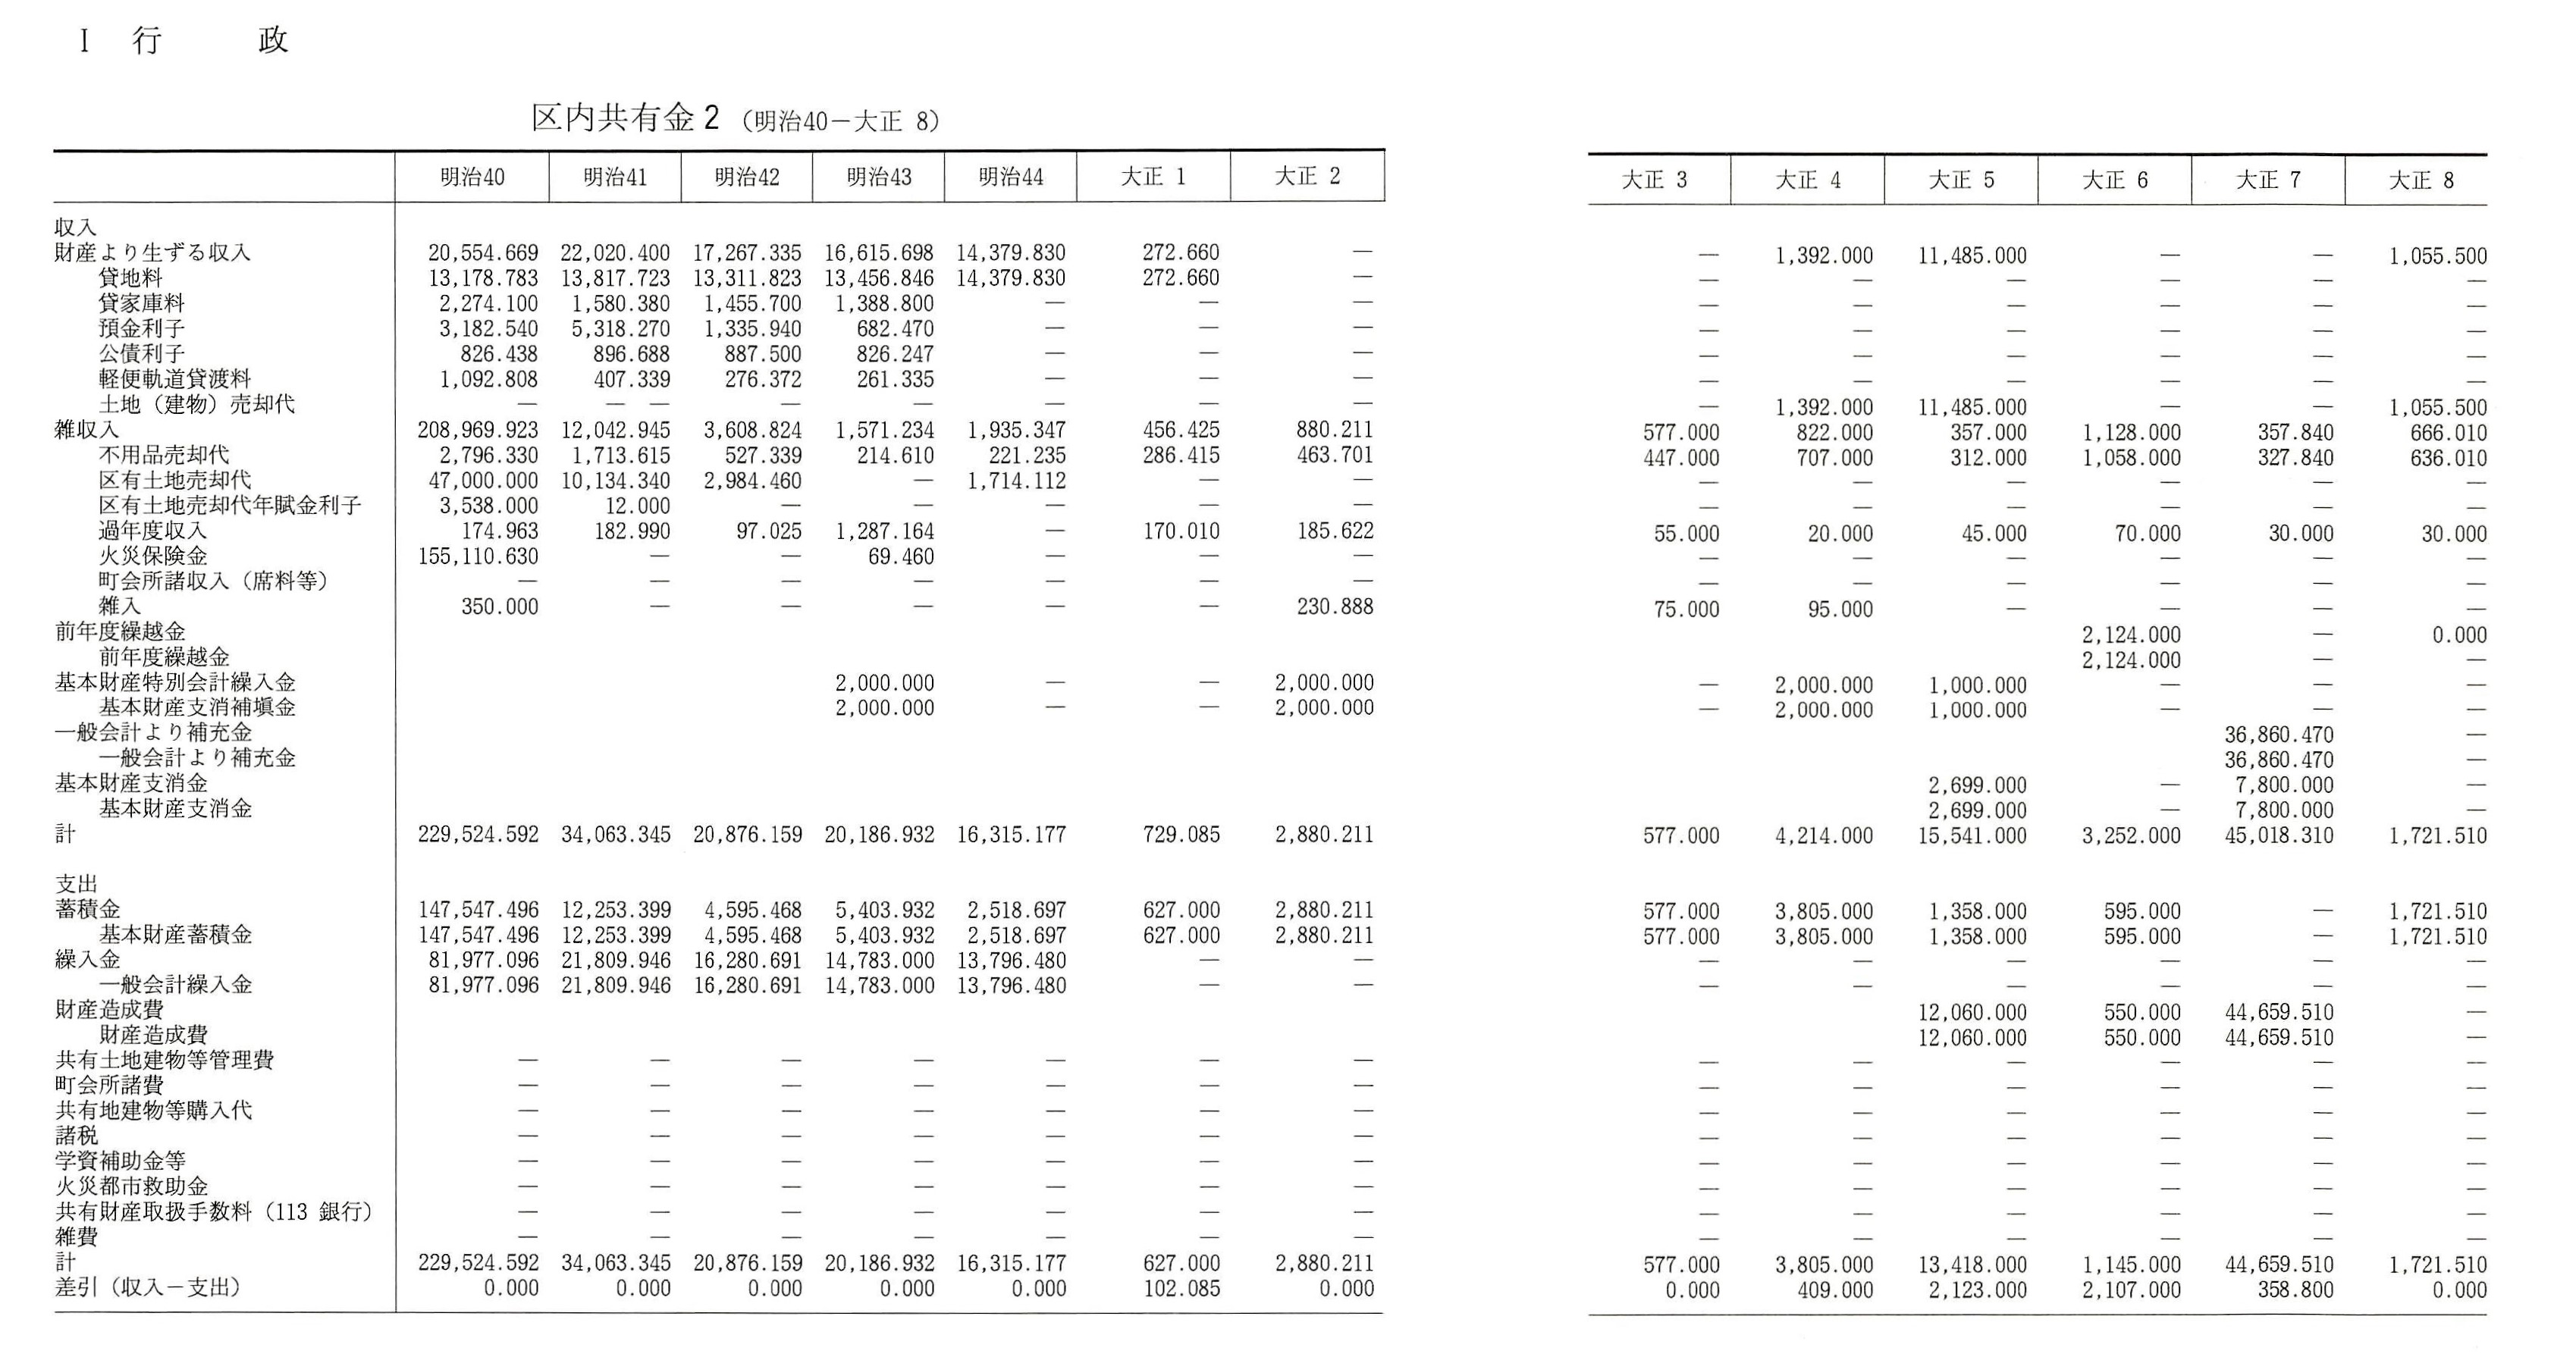 I 行 政
区内共有金2 (明治40-大正 8)
明治40 明治41 明治42 明治43 明治44 大正 1 大正 2 大正 3 大正 4 大正 5 大正 6 大正 7 大正 8
収入
財産より生ずる収入 20,554.669 22,020.400 17,267.335 16,615.698 14,379.830 272.660 — — 1,392.000 11,485.000 — — 1,055.500
貸地料 13,178.783 13,817.723 13,311.823 13,456.846 14,379.830 272.660 — — — — — — —
貸家庫料 2,274.100 1,580.380 1,455.700 1,388.800 — — — — — — — — —
預金利子 3,182.540 5,318.270 1,335.940 682.470 — — — — — — — — —
公債利子 826.438 896.688 887.500 826.247 — — — — — — — — —
軽便軌道貸渡料 1,092.808 407.339 276.372 261.335 — — — — — — — — —
土地(建物)売却代 — — — — — — — — — 1,392.000 11,485.000 — — 1,055.500
雑収入 208,969.923 12,042.945 3,608.824 1,571.234 1,935.347 456.425 880.211 577.000 822.000 357.000 1,128.000 357.840 666.010
不用品売却代 2,796.330 1,713.615 527.339 214.610 221.235 286.415 463.701 447.000 707.000 312.000 1,058.000 327.840 636.010
区有土地売却代 47,000.000 10,134.340 2,984.460 — 1,714.112 — — — — — — — —
区有土地売却代年賦金利子 3,538.000 12.000 — — — — — — — — — — —
過年度収入 174.963 182.990 97.025 1,287.164 — 170.010 185.622 55.000 20.000 45.000 70.000 30.000 30.000
火災保険金 155,110.630 — — 69.460 — — — — — — — — —
町会所諸収入(席料等) — — — — — — — — — — — — —
雑入 350.000 — — — — — 230.888 75.000 95.000 — — — —
前年度繰越金 2,124.000 — 0.000
前年度繰越金 2,124.000 — —
基本財産特別会計繰入金 2,000.000 — — 2,000.000 — 2,000.000 1,000.000 — — —
基本財産支消補塡金 2,000.000 — — 2,000.000 — 2,000.000 1,000.000 — — —
一般会計より補充金 36,860.470 —
一般会計より補充金 36,860.470 —
基本財産支消金 2,699.000 — 7,800.000 —
基本財産支消金 2,699.000 — 7,800.000 —
計 229,524.592 34,063.345 20,876.159 20,186.932 16,315.177 729.085 2,880.211 577.000 4,214.000 15,541.000 3,252.000 45,018.310 1,721.510
支出
蓄積金 147,547.496 12,253.399 4,595.468 5,403.932 2,518.697 627.000 2,880.211 577.000 3,805.000 1,358.000 595.000 — 1,721.510
基本財産蓄積金 147,547.496 12,253.399 4,595.468 5,403.932 2,518.697 627.000 2,880.211 577.000 3,805.000 1,358.000 595.000 — 1,721.510
繰入金 81,977.096 21,809.946 16,280.691 14,783.000 13,796.480 — — — — — — — —
一般会計繰入金 81,977.096 21,809.946 16,280.691 14,783.000 13,796.480 — — — — — — — —
財産造成費 12,060.000 550.000 44,659.510 —
財産造成費 12,060.000 550.000 44,659.510 —
共有土地建物等管理費 — — — — — — — — — — — — —
町会所諸費 — — — — — — — — — — — — —
共有地建物等購入代 — — — — — — — — — — — — —
諸税 — — — — — — — — — — — — —
学資補助金等 — — — — — — — — — — — — —
火災都市救助金 — — — — — — — — — — — — —
共有財産取扱手数料(113 銀行) — — — — — — — — — — — — —
雑費 — — — — — — — — — — — — —
計 229,524.592 34,063.345 20,876.159 20,186.932 16,315.177 627.000 2,880.211 577.000 3,805.000 13,418.000 1,145.000 44,659.510 1,721.510
差引(収入-支出) 0.000 0.000 0.000 0.000 0.000 102.085 0.000 0.000 409.000 2,123.000 2,107.000 358.800 0.000